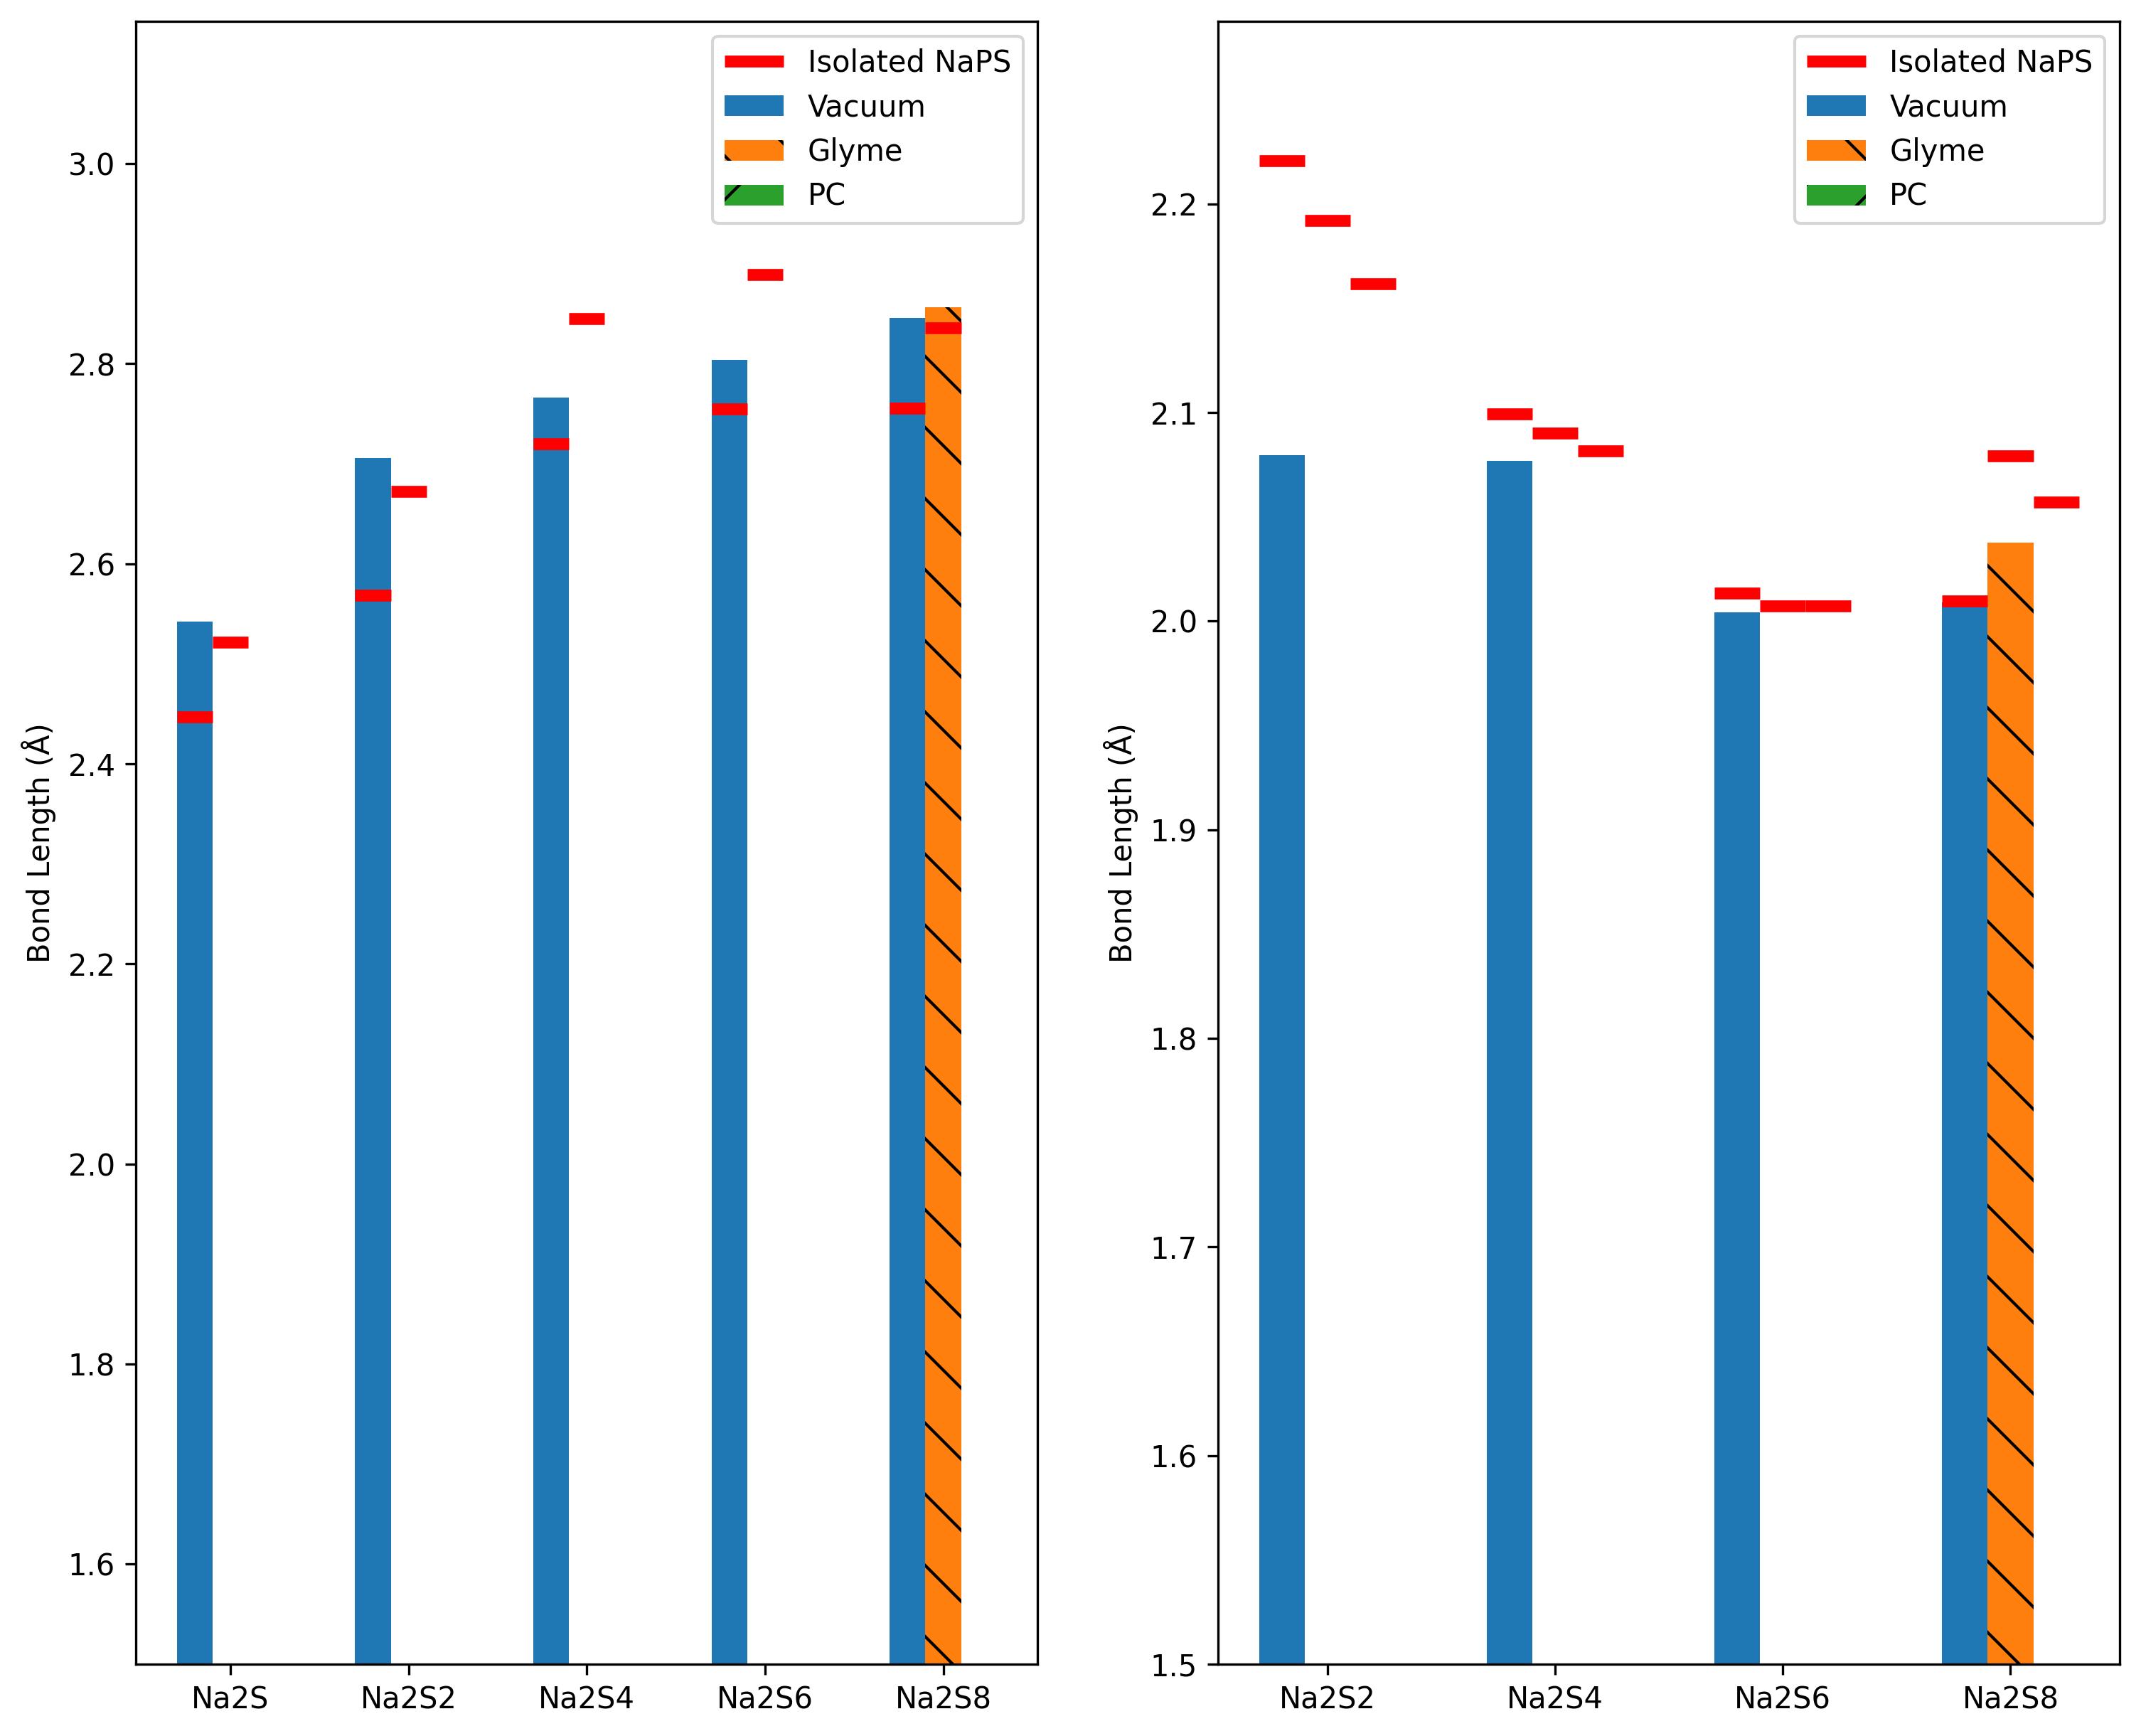 Isolated NaPS
Vacuum
Glyme
PC
Bond Length (Å)
3.0
2.8
2.6
2.4
2.2
2.0
1.8
1.6
Na2S
Na2S2
Na2S4
Na2S6
Na2S8
Isolated NaPS
Vacuum
Glyme
PC
Bond Length (Å)
2.2
2.1
2.0
1.9
1.8
1.7
1.6
1.5
Na2S2
Na2S4
Na2S6
Na2S8